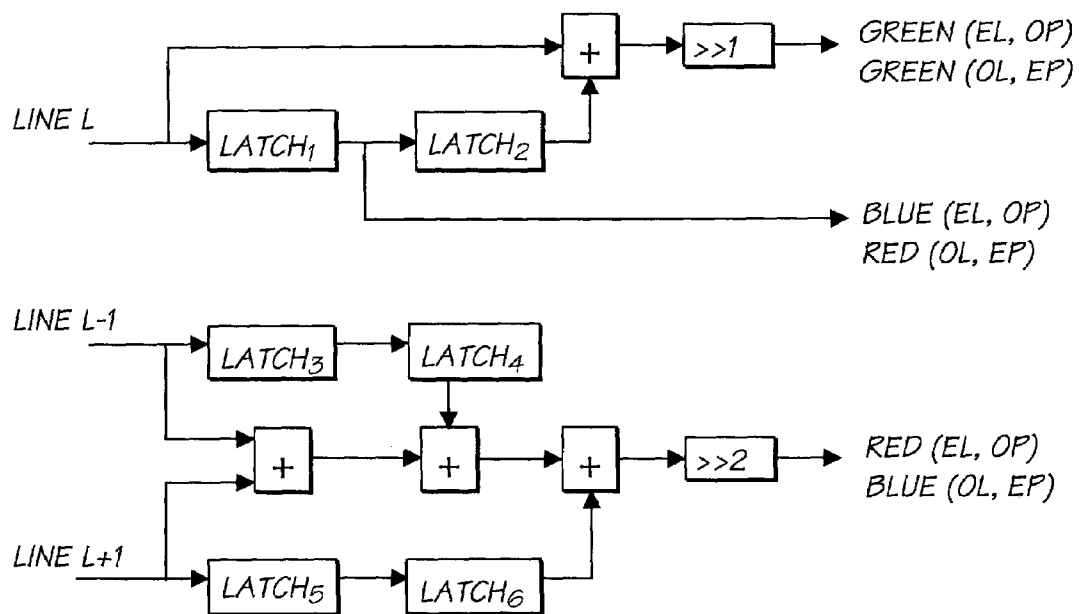 GREEN (EL, OP)
+
>>1
GREEN (OL, EP)
LINE L
LATCH₁
LATCH₂
BLUE (EL, OP)
RED (OL, EP)
LINE L-1
LATCH₃
LATCH₄
+
+
+
>>2
RED (EL, OP)
BLUE (OL, EP)
LINE L+1
LATCH₅
LATCH₆